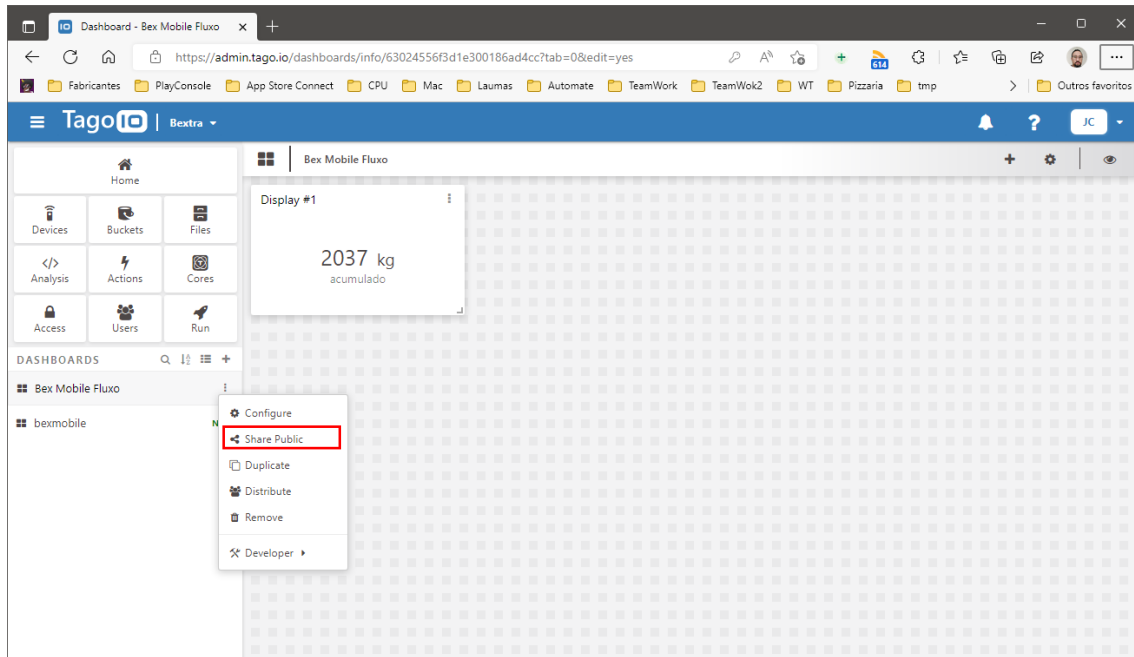 Dashboard - Bex Mobile Fluxo
https://admin.tago.io/dashboards/info/63024556f3d1e300186ad4cc?tab=0&edit=yes
614
Fabricantes PlayConsole App Store Connect CPU Mac Laumas Automate TeamWork TeamWok2 WT Pizzaria tmp Outros favoritos
TagoIO | Bextra
? JC
Home
Bex Mobile Fluxo
Devices Buckets Files
Display #1
Analysis Actions Cores
2037 kg
acumulado
Access Users Run
DASHBOARDS
Bex Mobile Fluxo
bexmobile N
Configure
Share Public
Duplicate
Distribute
Remove
Developer